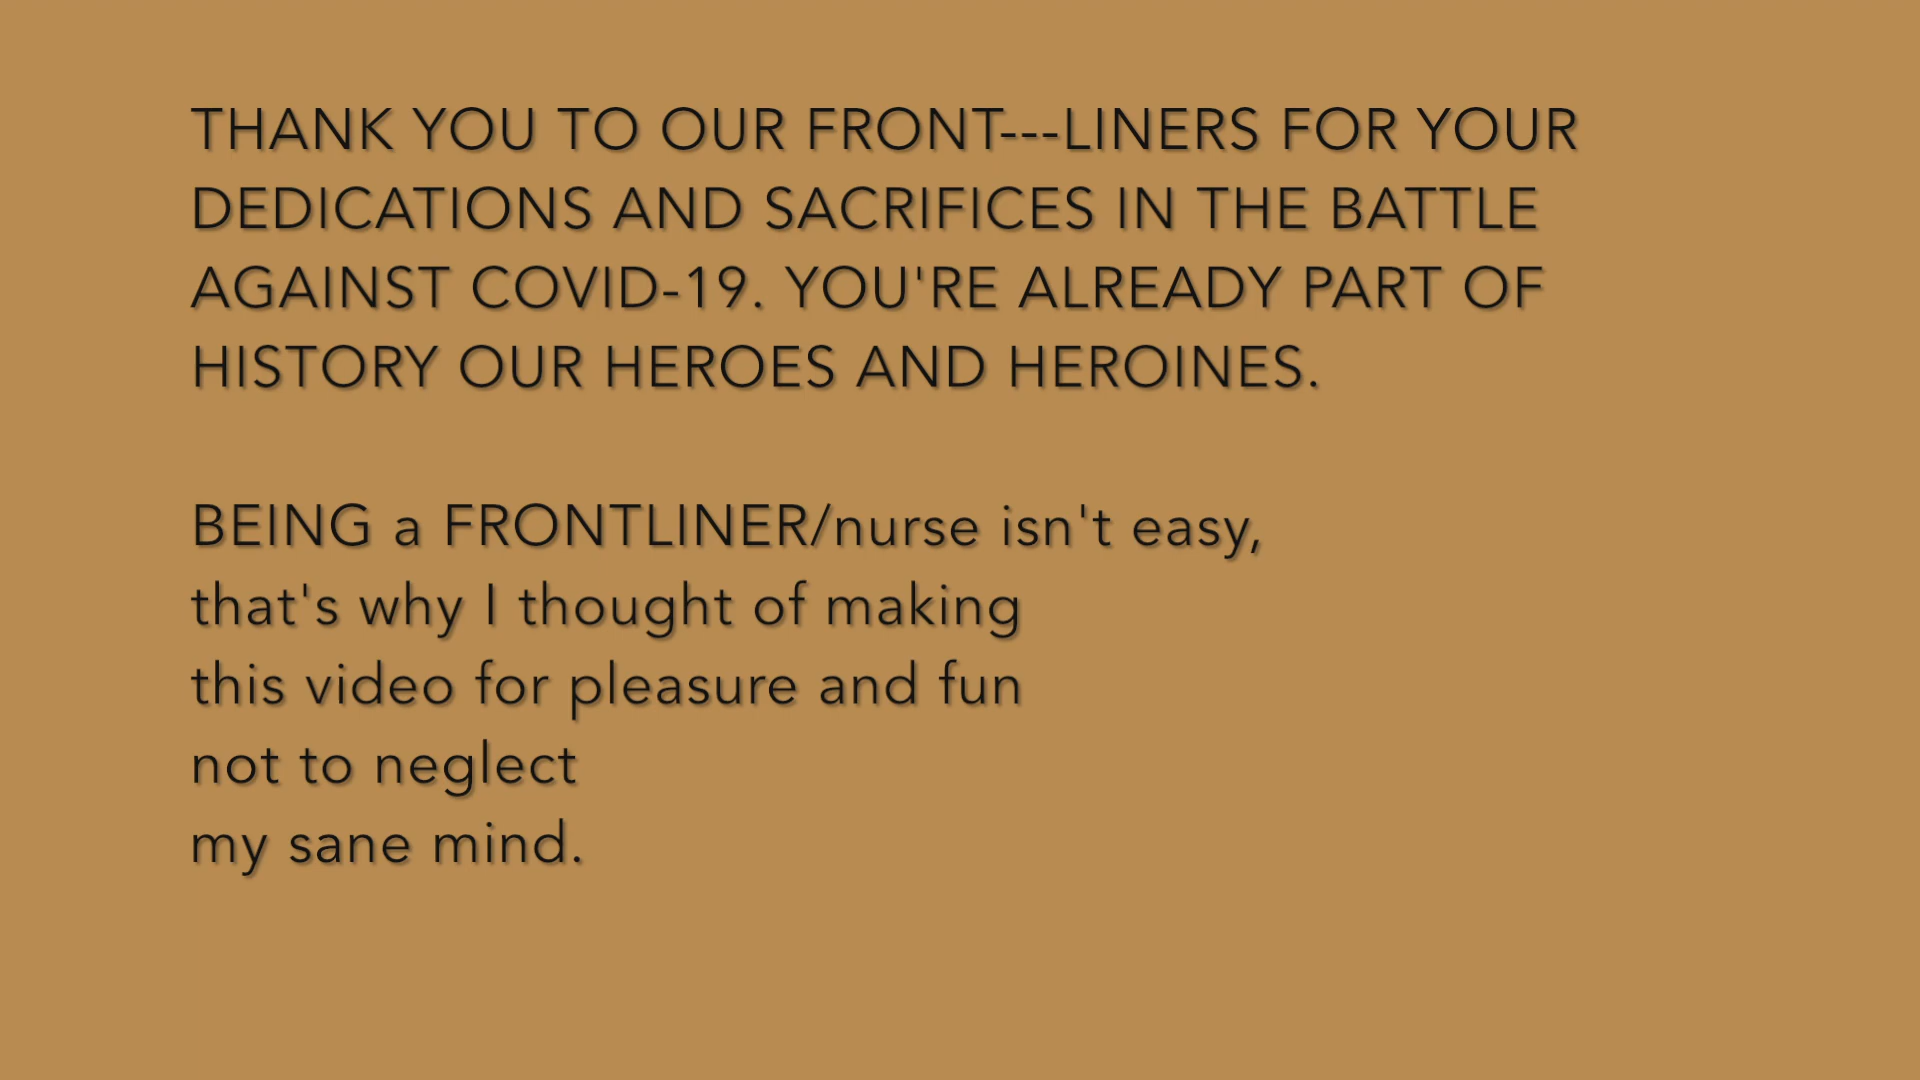 THANK YOU TO OUR FRONT---LINERS FOR YOUR
DEDICATIONS AND SACRIFICES IN THE BATTLE
AGAINST COVID-19. YOU'RE ALREADY PART OF
HISTORY OUR HEROES AND HEROINES.
BEING a FRONTLINER/nurse isn't easy,
that's why I thought of making
this video for pleasure and fun
not to neglect
my sane mind.